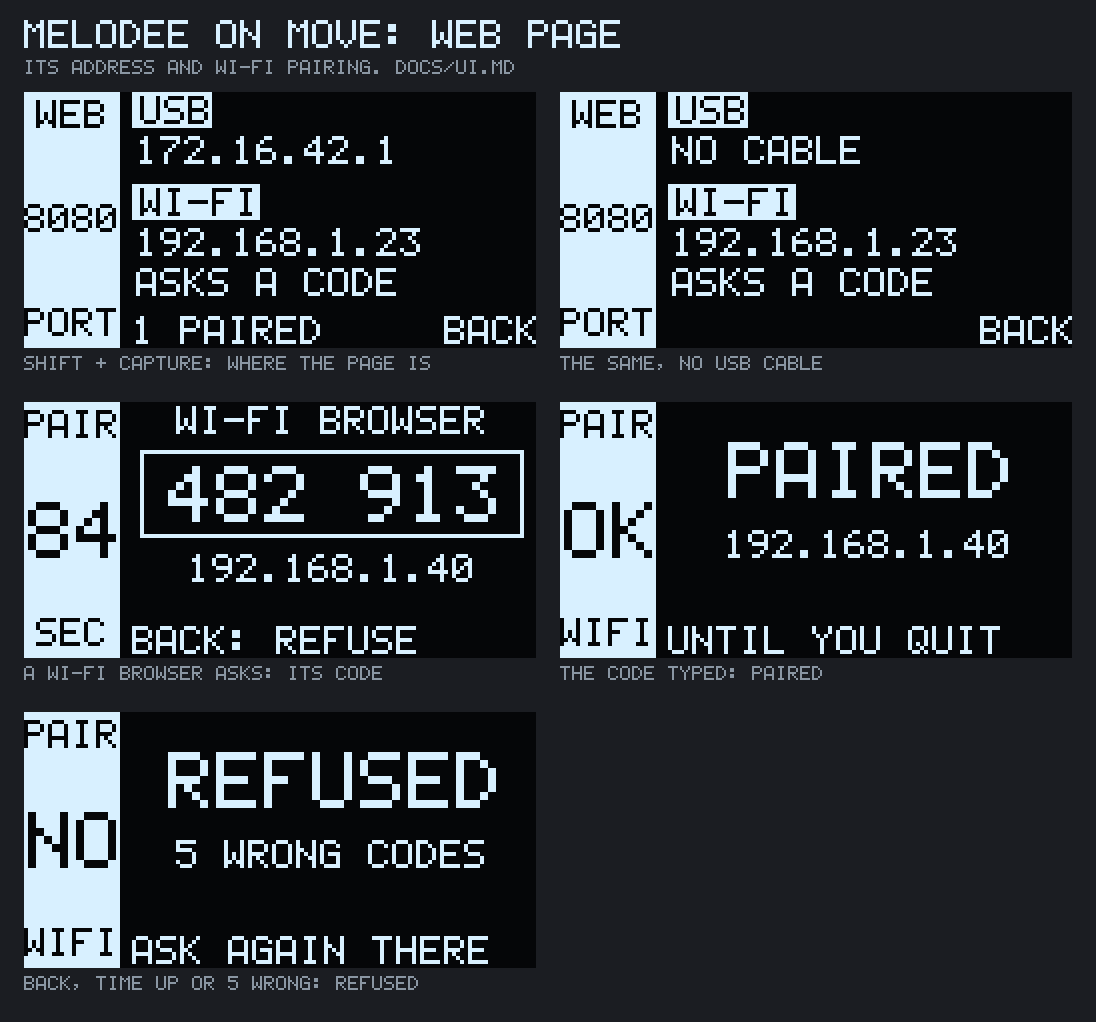 MELODEE ON MOVE: WEB PAGE
ITS ADDRESS AND WI-FI PAIRING. DOCS/UI.MD
WEB
8080
PORT
USB
172.16.42.1
WI-FI
192.168.1.23
ASKS A CODE
1 PAIRED BACK
SHIFT + CAPTURE: WHERE THE PAGE IS
WEB
8080
PORT
USB
NO CABLE
WI-FI
192.168.1.23
ASKS A CODE
BACK
THE SAME, NO USB CABLE
PAIR
84
SEC
WI-FI BROWSER
482 913
192.168.1.40
BACK: REFUSE
A WI-FI BROWSER ASKS: ITS CODE
PAIR
OK
WIFI
PAIRED
192.168.1.40
UNTIL YOU QUIT
THE CODE TYPED: PAIRED
PAIR
NO
WIFI
REFUSED
5 WRONG CODES
ASK AGAIN THERE
BACK, TIME UP OR 5 WRONG: REFUSED